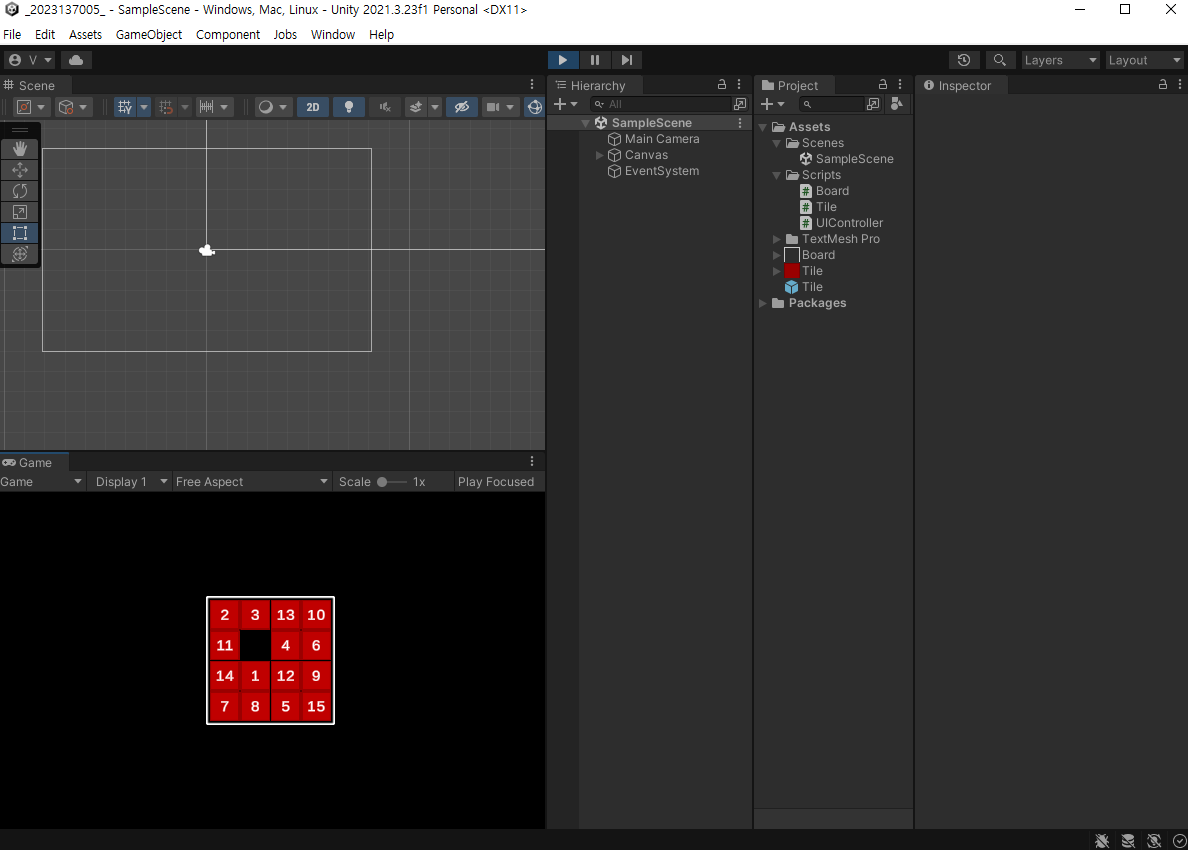 _2023137005_ - SampleScene - Windows, Mac, Linux - Unity 2021.3.23f1 Personal <DX11>
File Edit Assets GameObject Component Jobs Window Help
V
Layers
Layout
Scene
2D
Hierarchy
All
SampleScene
Main Camera
Canvas
EventSystem
Project
Assets
Scenes
SampleScene
Scripts
Board
Tile
UIController
TextMesh Pro
Board
Tile
Tile
Packages
Inspector
Game
Game Display 1 Free Aspect Scale 1x Play Focused
2 3 13 10
11 4 6
14 1 12 9
7 8 5 15